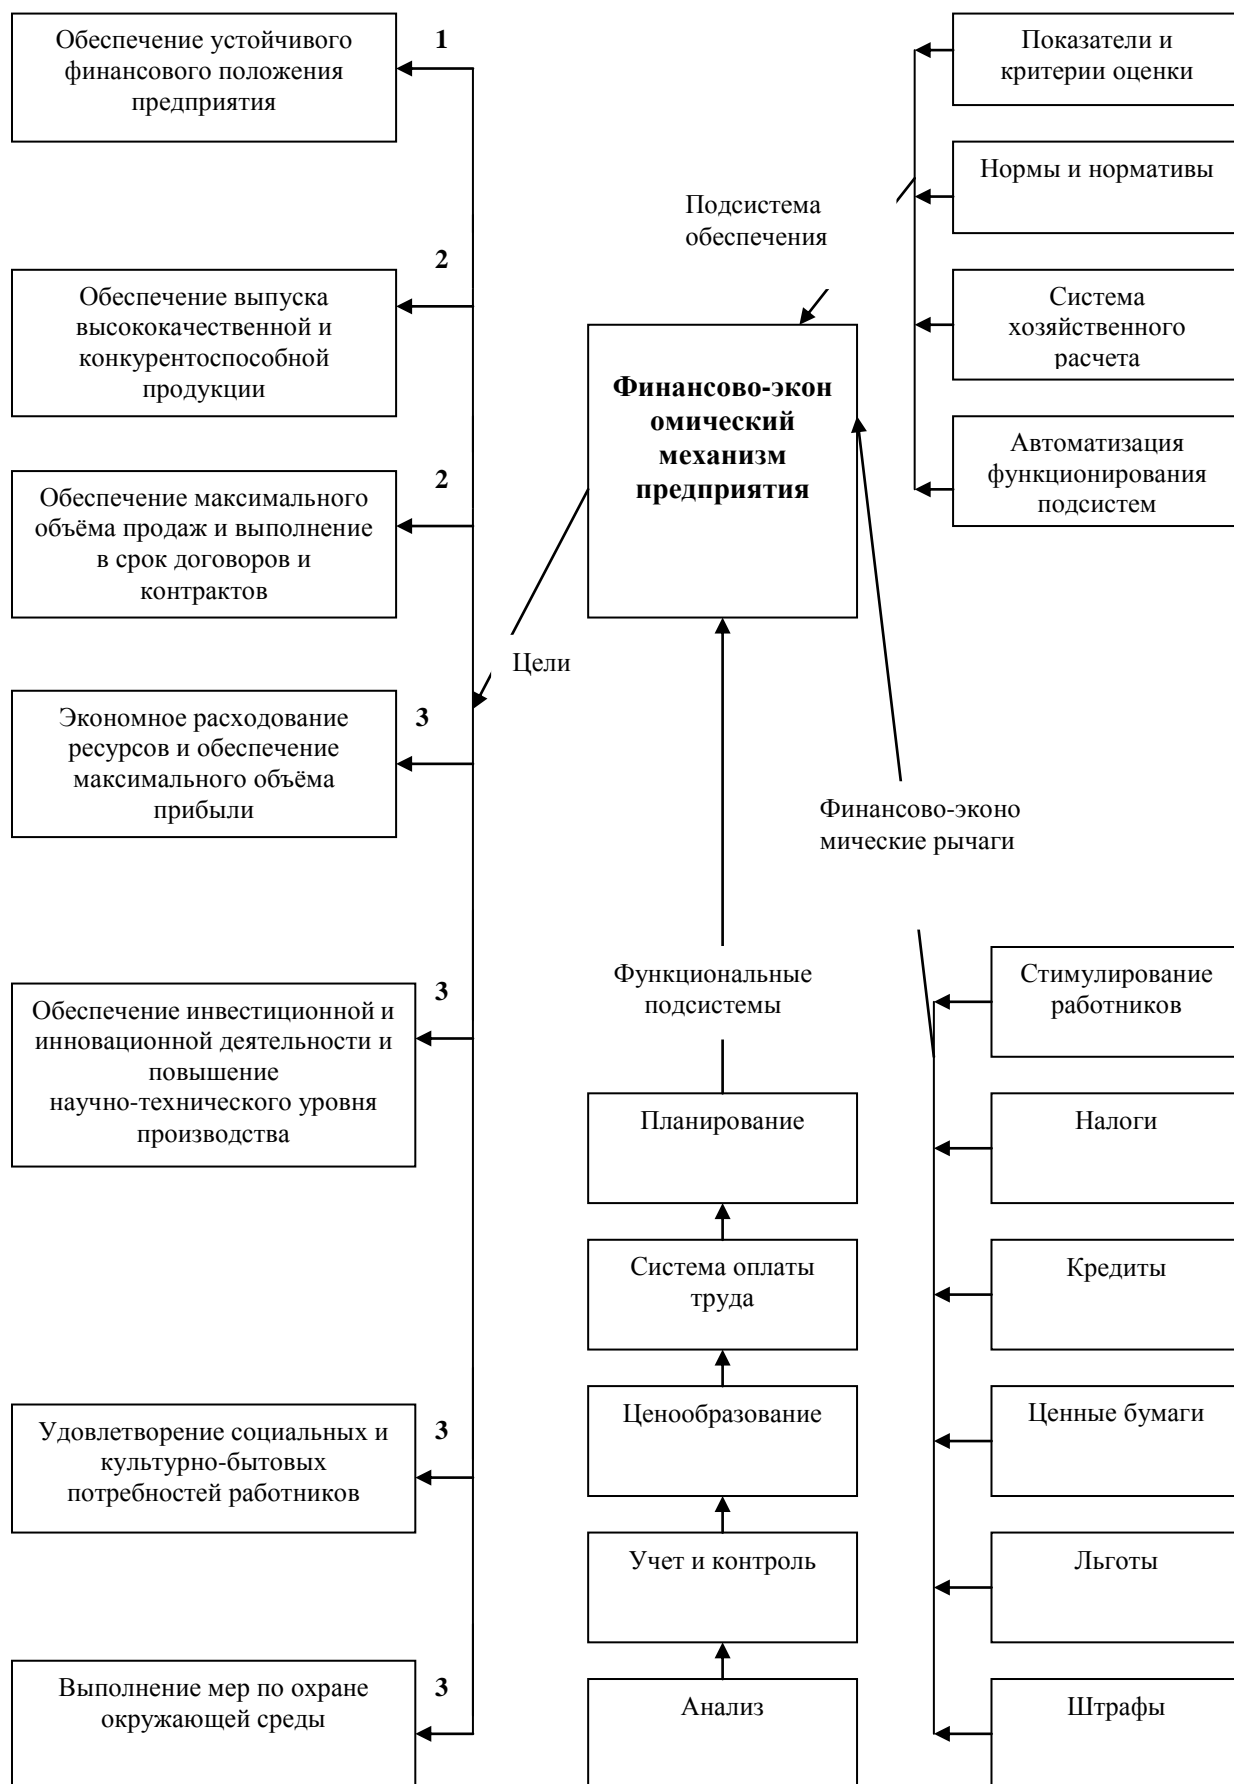 Обеспечение устойчивого
финансового положения
предприятия
1
Обеспечение выпуска
высококачественной и
конкурентоспособной
продукции
2
Обеспечение максимального
объёма продаж и выполнение
в срок договоров и
контрактов
2
Экономное расходование
ресурсов и обеспечение
максимального объёма
прибыли
3
Обеспечение инвестиционной и
инновационной деятельности и
повышение
научно-технического уровня
производства
3
Удовлетворение социальных и
культурно-бытовых
потребностей работников
3
Выполнение мер по охране
окружающей среды
3
Цели
Финансово-экон
омический
механизм
предприятия
Подсистема
обеспечения
Показатели и
критерии оценки
Нормы и нормативы
Система
хозяйственного
расчета
Автоматизация
функционирования
подсистем
Функциональные
подсистемы
Планирование
Система оплаты
труда
Ценообразование
Учет и контроль
Анализ
Финансово-эконо
мические рычаги
Стимулирование
работников
Налоги
Кредиты
Ценные бумаги
Льготы
Штрафы